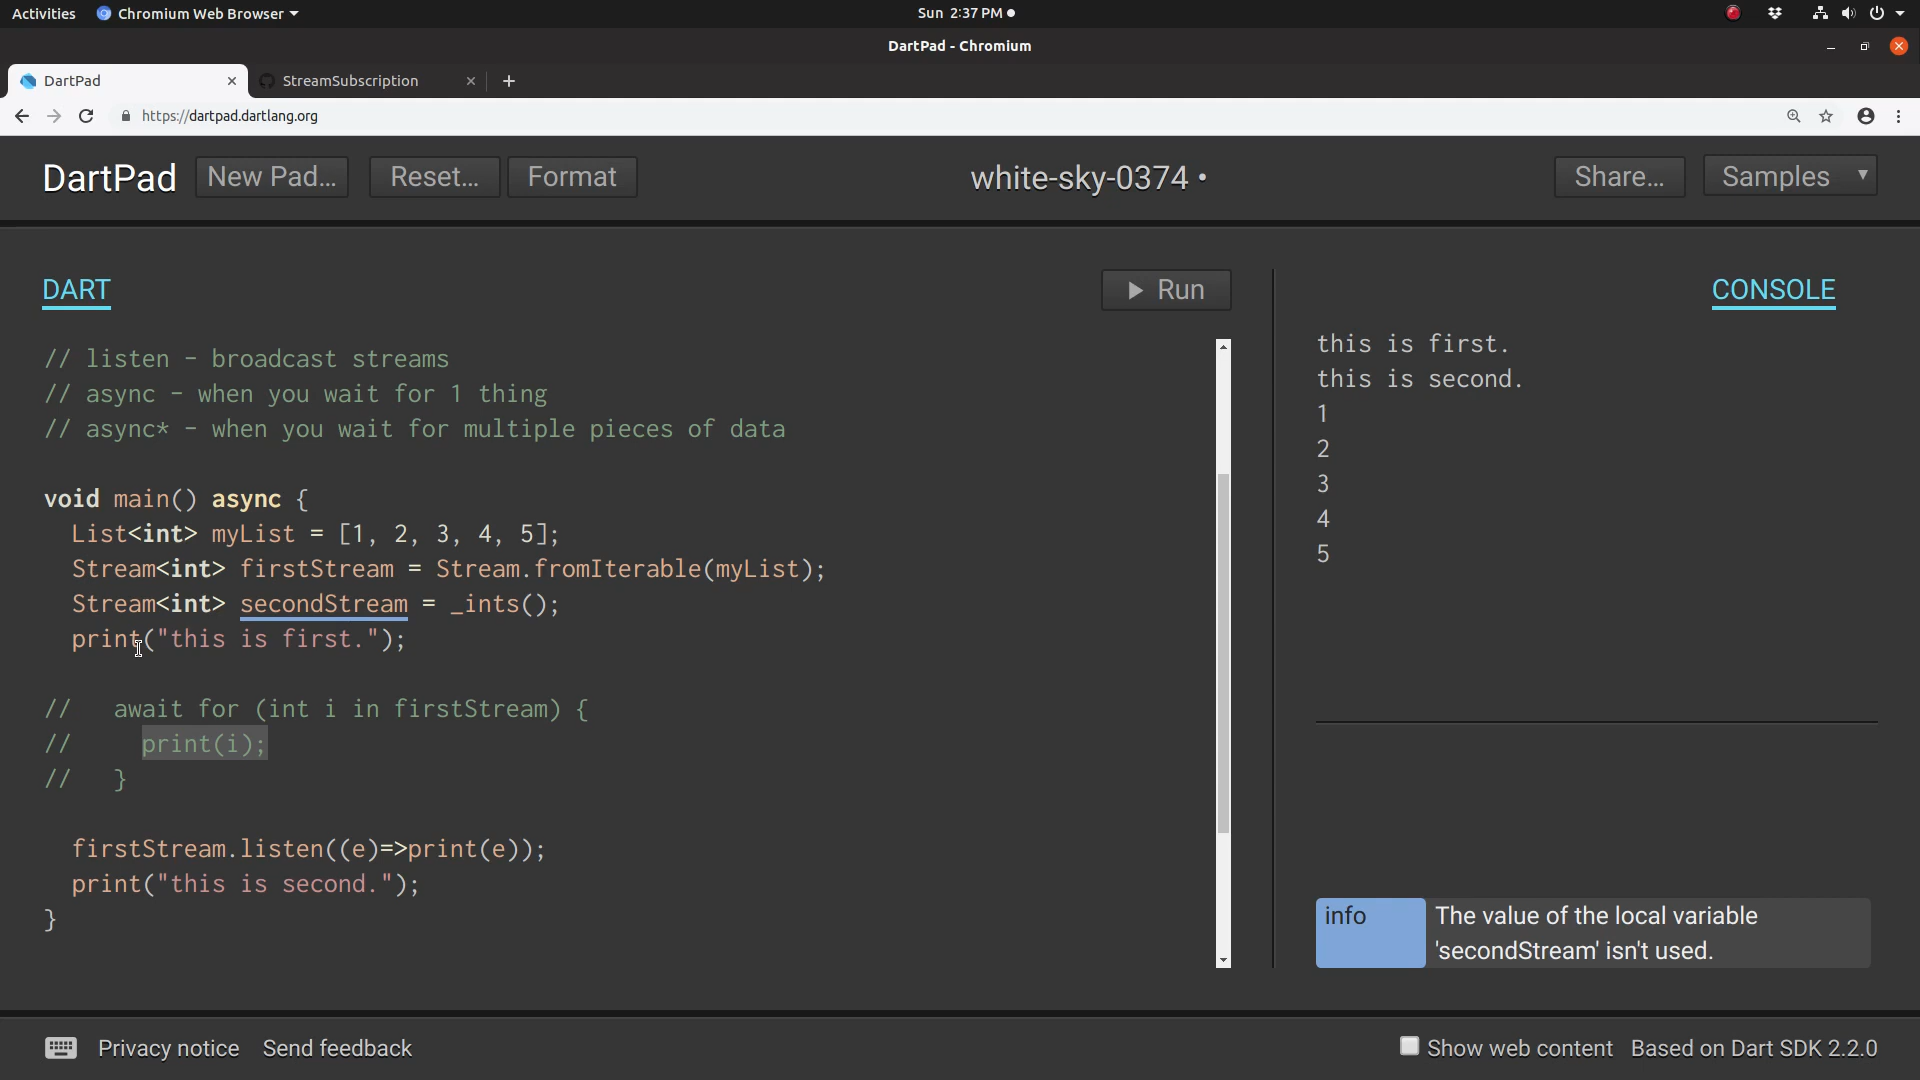 Activities Chromium Web Browser Sun 2:37 PM
DartPad - Chromium
DartPad StreamSubscription
https://dartpad.dartlang.org
DartPad New Pad... Reset... Format white-sky-0374 • Share... Samples
DART Run CONSOLE
// listen - broadcast streams
// async - when you wait for 1 thing
// async* - when you wait for multiple pieces of data
void main() async {
  List<int> myList = [1, 2, 3, 4, 5];
  Stream<int> firstStream = Stream.fromIterable(myList);
  Stream<int> secondStream = _ints();
  print("this is first.");
//   await for (int i in firstStream) {
//     print(i);
//   }
  firstStream.listen((e)=>print(e));
  print("this is second.");
}
this is first.
this is second.
1
2
3
4
5
info The value of the local variable
'secondStream' isn't used.
Privacy notice Send feedback Show web content Based on Dart SDK 2.2.0